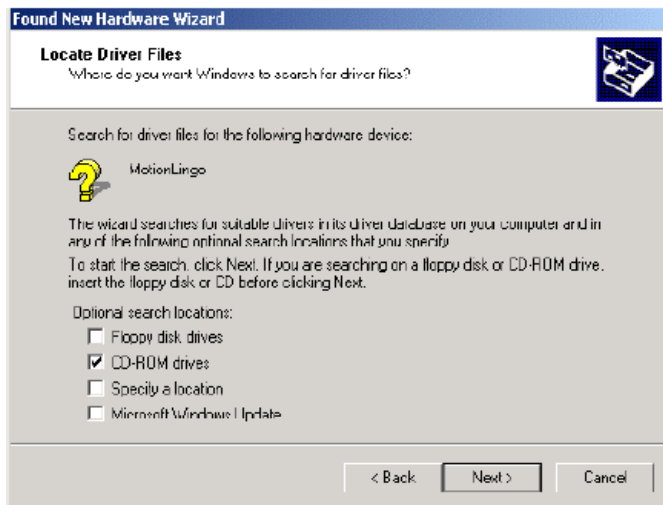 Found New Hardware Wizard
Locate Driver Files
Where do you want Windows to search for driver files?
Search for driver files for the following hardware device:
MotionLingo
The wizard searches for suitable drivers in its driver database on your computer and in
any of the following optional search locations that you specify.
To start the search, click Next. If you are searching on a floppy disk or CD-ROM drive,
insert the floppy disk or CD before clicking Next.
Optional search locations:
Floppy disk drives
CD-ROM drives
Specify a location
Microsoft Windows Update
< Back Next > Cancel